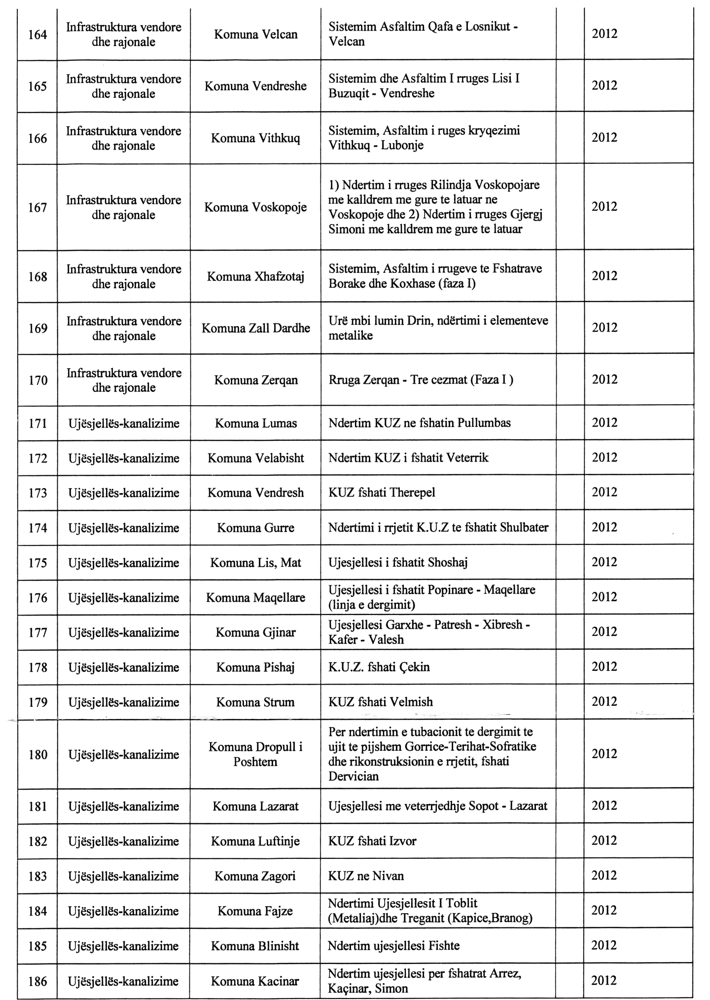 164 Infrastruktura vendore dhe rajonale Komuna Velcan Sistemim Asfaltim Qafa e Losnikut - Velcan 2012
165 Infrastruktura vendore dhe rajonale Komuna Vendreshe Sistemim dhe Asfaltim I rruges Lisi I Buzuqit - Vendreshe 2012
166 Infrastruktura vendore dhe rajonale Komuna Vithkuq Sistemim, Asfaltim i ruges kryqezimi Vithkuq - Lubonje 2012
167 Infrastruktura vendore dhe rajonale Komuna Voskopoje 1) Ndertim i rruges Rilindja Voskopojare me kalldrem me gure te latuar ne Voskopoje dhe 2) Ndertim i rruges Gjergj Simoni me kalldrem me gure te latuar 2012
168 Infrastruktura vendore dhe rajonale Komuna Xhafzotaj Sistemim, Asfaltim i rrugeve te Fshatrave Borake dhe Koxhase (faza I) 2012
169 Infrastruktura vendore dhe rajonale Komuna Zall Dardhe Urë mbi lumin Drin, ndërtimi i elementeve metalike 2012
170 Infrastruktura vendore dhe rajonale Komuna Zerqan Rruga Zerqan - Tre cezmat (Faza I ) 2012
171 Ujësjellës-kanalizime Komuna Lumas Ndertim KUZ ne fshatin Pullumbas 2012
172 Ujësjellës-kanalizime Komuna Velabisht Ndertim KUZ i fshatit Veterrik 2012
173 Ujësjellës-kanalizime Komuna Vendresh KUZ fshati Therepel 2012
174 Ujësjellës-kanalizime Komuna Gurre Ndertimi i rrjetit K.U.Z te fshatit Shulbater 2012
175 Ujësjellës-kanalizime Komuna Lis, Mat Ujesjellesi i fshatit Shoshaj 2012
176 Ujësjellës-kanalizime Komuna Maqellare Ujesjellesi i fshatit Popinare - Maqellare (linja e dergimit) 2012
177 Ujësjellës-kanalizime Komuna Gjinar Ujesjellesi Garxhe - Patresh - Xibresh - Kafer - Valesh 2012
178 Ujësjellës-kanalizime Komuna Pishaj K.U.Z. fshati Çekin 2012
179 Ujësjellës-kanalizime Komuna Strum KUZ fshati Velmish 2012
180 Ujësjellës-kanalizime Komuna Dropull i Poshtem Per ndertimin e tubacionit te dergimit te ujit te pijshem Gorrice-Terihat-Sofratike dhe rikonstruksionin e rrjetit, fshati Dervician 2012
181 Ujësjellës-kanalizime Komuna Lazarat Ujesjellesi me veterrjedhje Sopot - Lazarat 2012
182 Ujësjellës-kanalizime Komuna Luftinje KUZ fshati Izvor 2012
183 Ujësjellës-kanalizime Komuna Zagori KUZ ne Nivan 2012
184 Ujësjellës-kanalizime Komuna Fajze Ndertimi Ujesjellesit I Toblit (Metaliaj)dhe Treganit (Kapice,Branog) 2012
185 Ujësjellës-kanalizime Komuna Blinisht Ndertim ujesjellesi Fishte 2012
186 Ujësjellës-kanalizime Komuna Kacinar Ndertim ujesjellesi per fshatrat Arrez, Kaçinar, Simon 2012